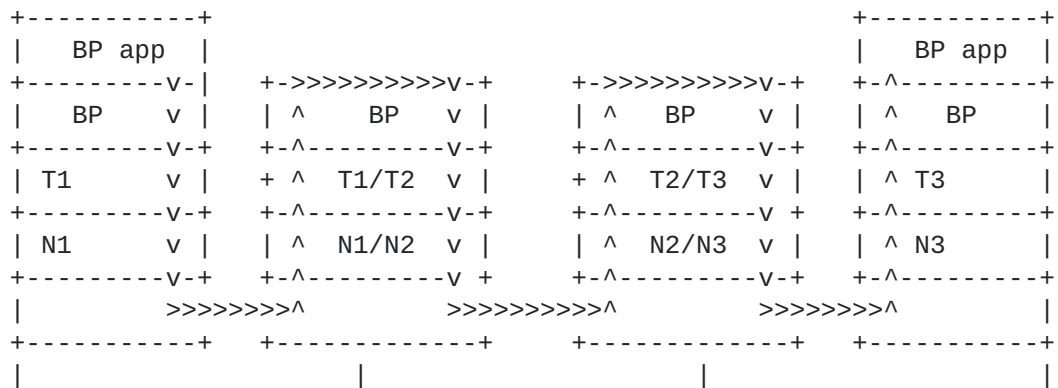 +-----------+                                         +-----------+
|   BP app  |                                         |   BP app  |
+---------v-|   +->>>>>>>>>>v-+     +->>>>>>>>>>v-+   +-^---------+
|   BP    v |   | ^    BP   v |     | ^   BP    v |   | ^  BP     |
+---------v-+   +-^---------v-+     +-^---------v-+   +-^---------+
| T1      v |   + ^  T1/T2  v |     + ^  T2/T3  v |   | ^ T3      |
+---------v-+   +-^---------v-+     +-^---------v +   +-^---------+
| N1      v |   | ^  N1/N2  v |     | ^  N2/N3  v |   | ^ N3      |
+---------v-+   +-^---------v +     +-^---------v-+   +-^---------+
|         >>>>>>>>^         >>>>>>>>>>^         >>>>>>>>^         |
+-----------+   +-------------+     +-------------+   +-----------+
|                     |                     |                     |